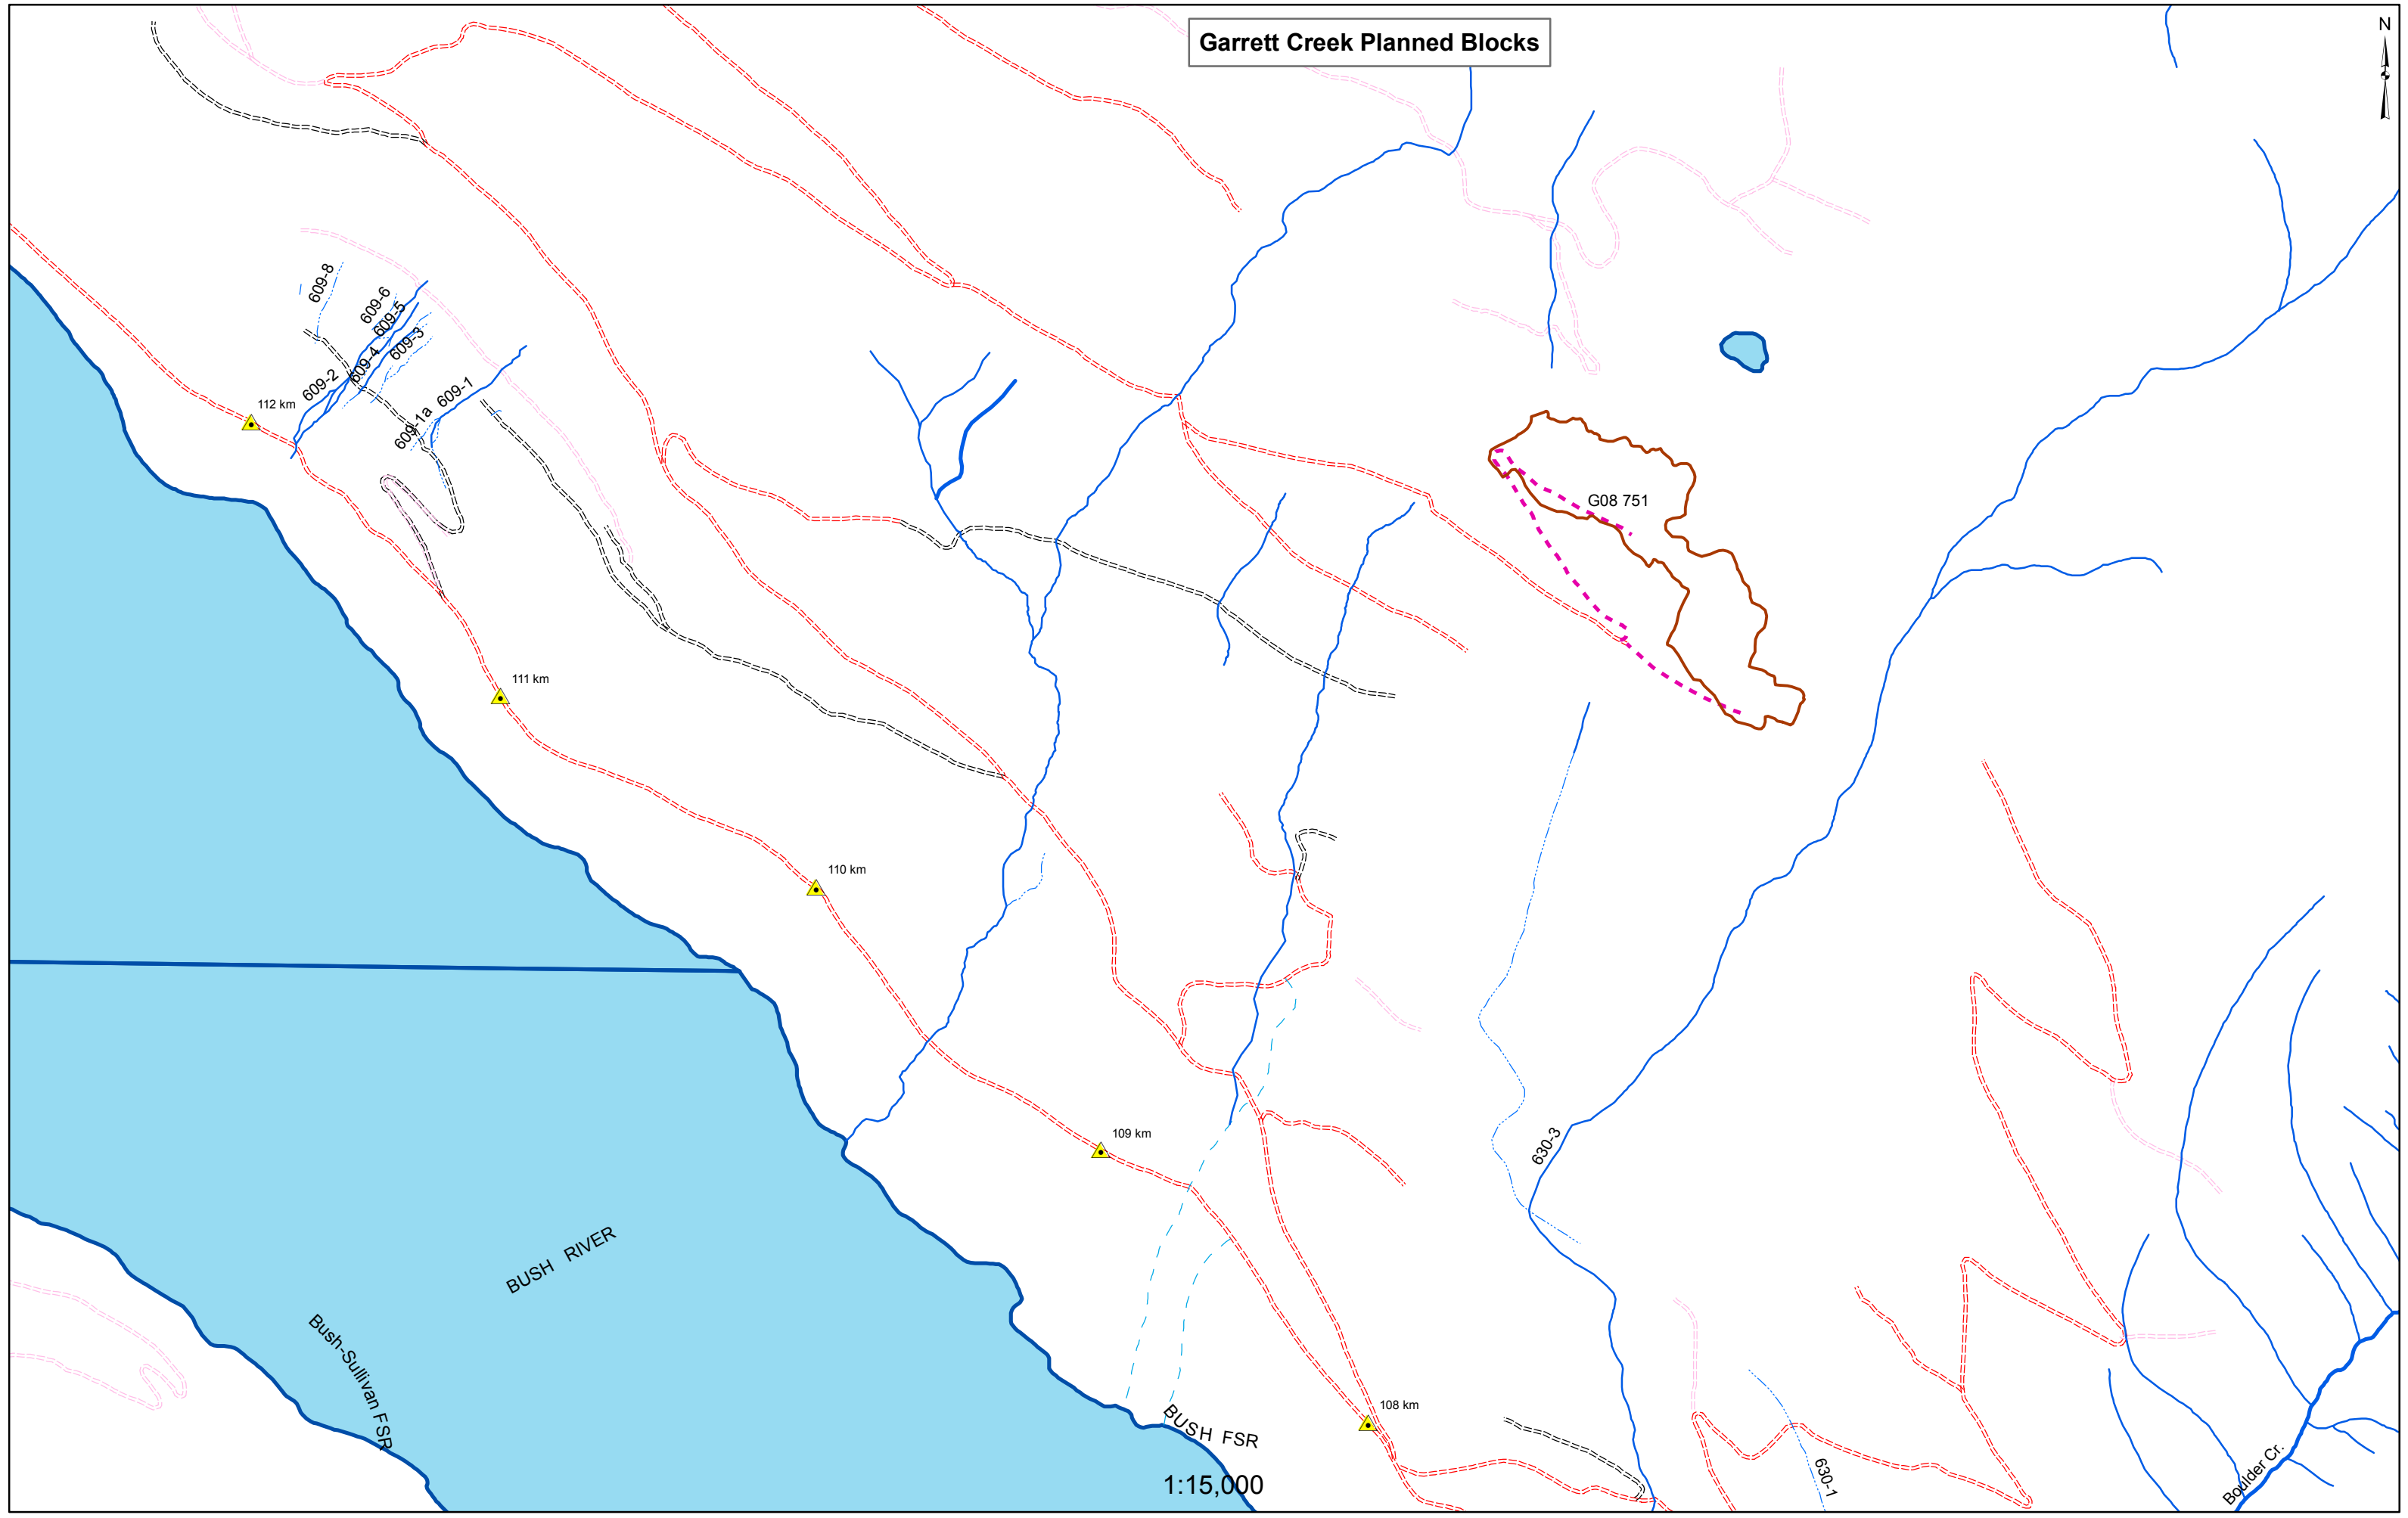 Garrett Creek Planned Blocks
N
609-8
609-6
609-5
609-3
609-4
609-2
609-1
609-1a
112 km
G08 751
111 km
110 km
109 km
630-3
BUSH RIVER
Bush-Sullivan FSR
108 km
BUSH FSR
1:15,000
630-1
Boulder Cr.